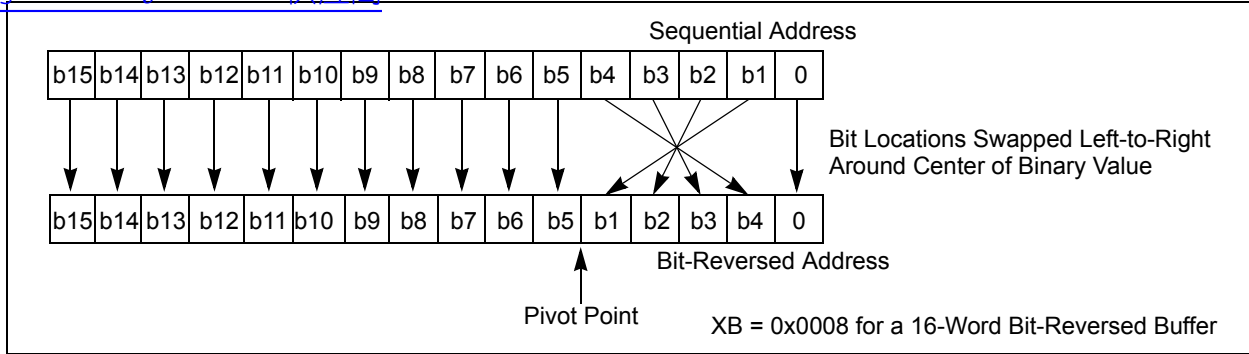 Sequential Address
b15 b14 b13 b12 b11 b10 b9 b8 b7 b6 b5 b4 b3 b2 b1 0
Bit Locations Swapped Left-to-Right
Around Center of Binary Value
b15 b14 b13 b12 b11 b10 b9 b8 b7 b6 b5 b1 b2 b3 b4 0
Bit-Reversed Address
Pivot Point
XB = 0x0008 for a 16-Word Bit-Reversed Buffer